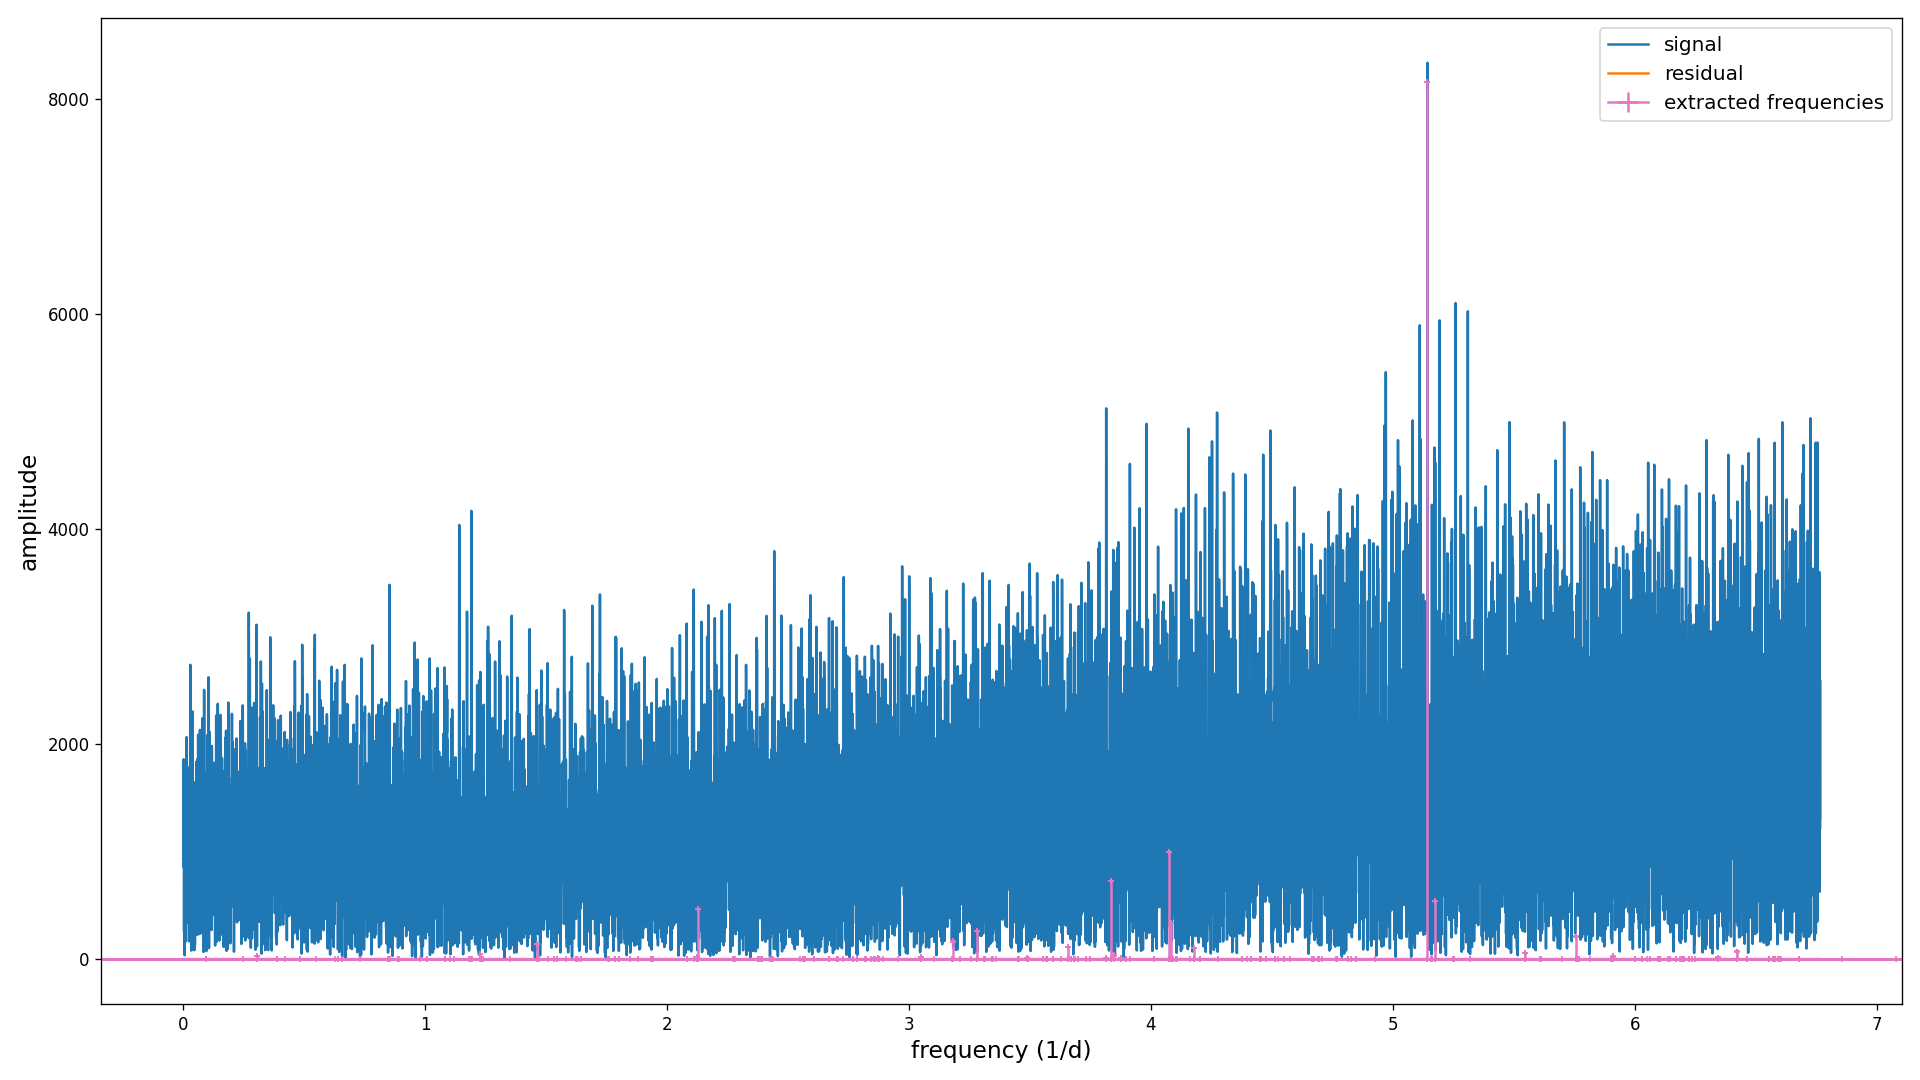 signal
residual
extracted frequencies
8000
6000
4000
2000
0
amplitude
0 1 2 3 4 5 6 7
frequency (1/d)